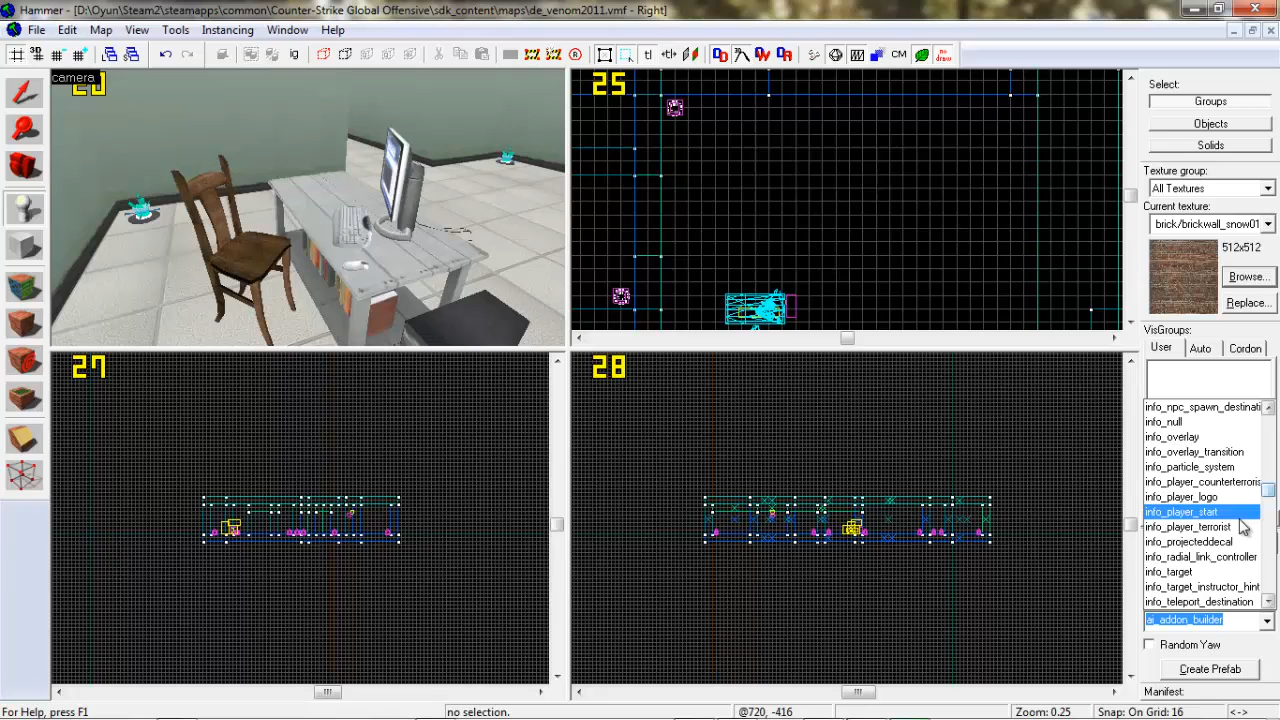 Hammer - [D:\Oyun\Steam2\steamapps\common\Counter-Strike Global Offensive\sdk_content\maps\de_venom2011.vmf - Right]
File Edit Map View Tools Instancing Window Help
camera
25
27
28
Select:
Groups
Objects
Solids
Texture group:
All Textures
Current texture:
brick/brickwall_snow01
512x512
Browse...
Replace...
VisGroups:
User Auto Cordon
info_npc_spawn_destinati
info_null
info_overlay
info_overlay_transition
info_particle_system
info_player_counterterroris
info_player_logo
info_player_start
info_player_terrorist
info_projecteddecal
info_radial_link_controller
info_target
info_target_instructor_hint
info_teleport_destination
ai_addon_builder
Random Yaw
Create Prefab
Manifest:
For Help, press F1
no selection.
@720, -416
Zoom: 0.25
Snap: On Grid: 16
<->